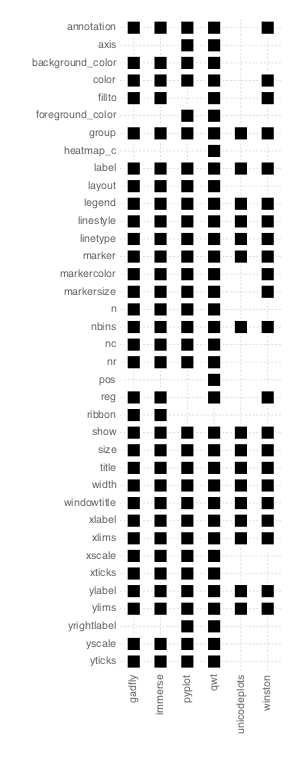 annotation
axis
background_color
color
fillto
foreground_color
group
heatmap_c
label
layout
legend
linestyle
linetype
marker
markercolor
markersize
n
nbins
nc
nr
pos
reg
ribbon
show
size
title
width
windowtitle
xlabel
xlims
xscale
xticks
ylabel
ylims
yrightlabel
yscale
yticks
gadfly
immerse
pyplot
qwt
unicodeplots
winston